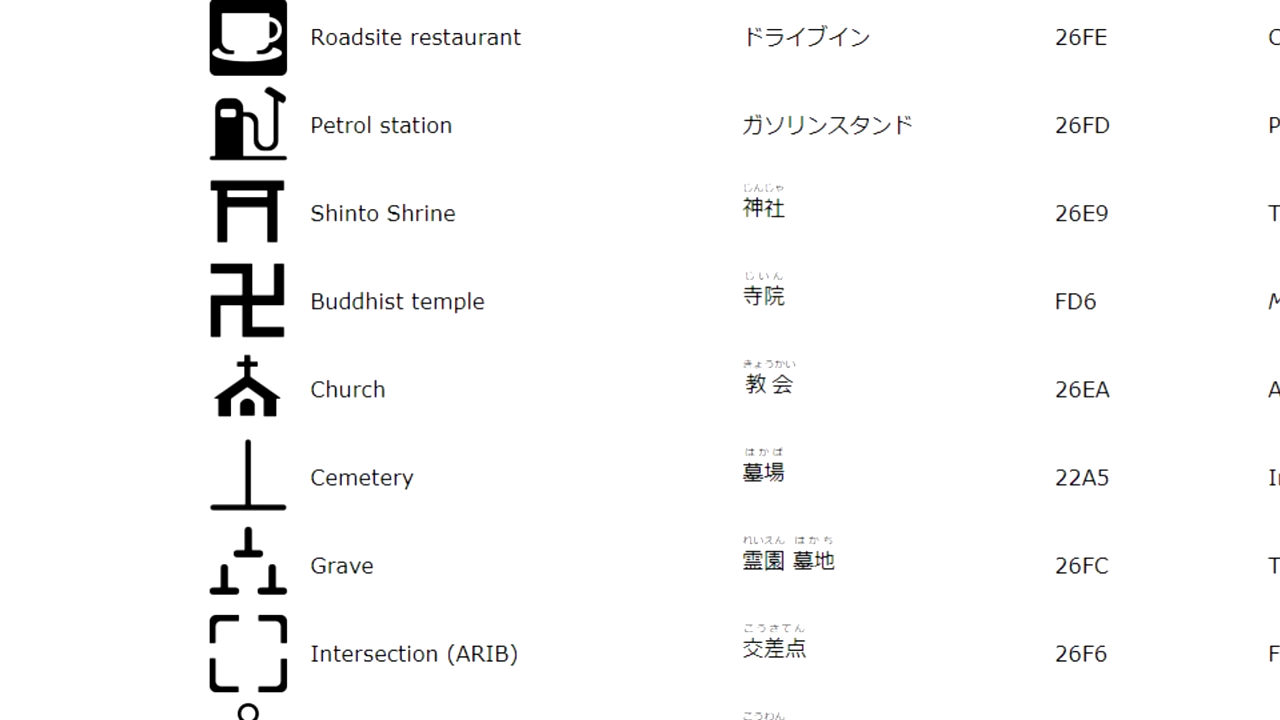 Roadsite restaurant ドライブイン 26FE
Petrol station ガソリンスタンド 26FD P
じんじゃ
Shinto Shrine 神社 26E9 T
じいん
Buddhist temple 寺院 FD6
きょうかい
Church 教会 26EA A
はかば
Cemetery 墓場 22A5
れいえん はかち
Grave 霊園 墓地 26FC T
こうさてん
Intersection (ARIB) 交差点 26F6 F
こうわん